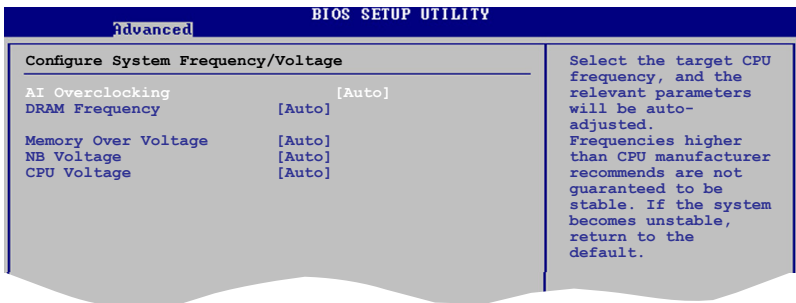 BIOS SETUP UTILITY
Advanced
Configure System Frequency/Voltage
AI Overclocking [Auto]
DRAM Frequency [Auto]
Memory Over Voltage [Auto]
NB Voltage [Auto]
CPU Voltage [Auto]
Select the target CPU
frequency, and the
relevant parameters
will be auto-
adjusted.
Frequencies higher
than CPU manufacturer
recommends are not
guaranteed to be
stable. If the system
becomes unstable,
return to the
default.